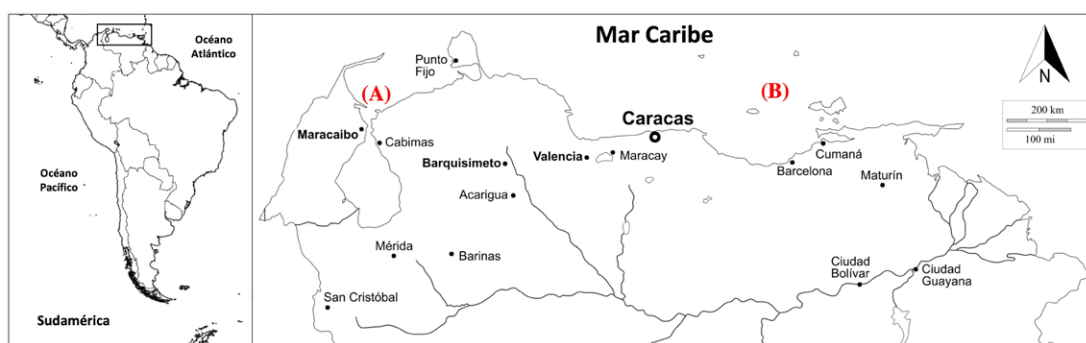 Océano
Atlántico
Océano
Pacífico
Sudamérica
Mar Caribe
N
200 km
100 mi
Punto
Fijo
(A)
(B)
Caracas
Maracaibo
Cabimas
Barquisimeto
Valencia
Maracay
Cumaná
Barcelona
Maturín
Acarigua
Mérida
Barinas
Ciudad
Bolívar
Ciudad
Guayana
San Cristóbal